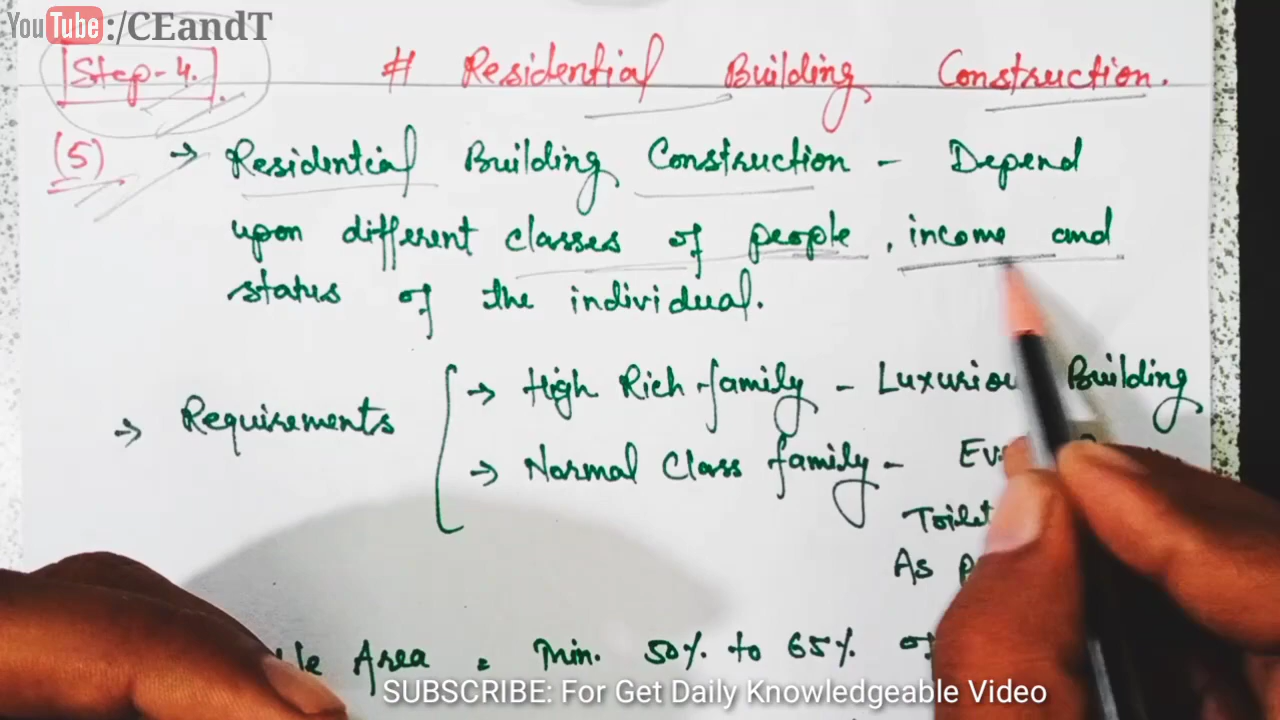 YouTube:/CEandT
Step-4. # Residential Building Construction.
(5) → Residential Building Construction - Depend
upon different classes of people, income and
status of the individual.
→ Requirements
→ High Rich family - Luxuriou Building
→ Normal Class family -
Toilet
As
Area = Min. 50% to 65% of
SUBSCRIBE: For Get Daily Knowledgeable Video